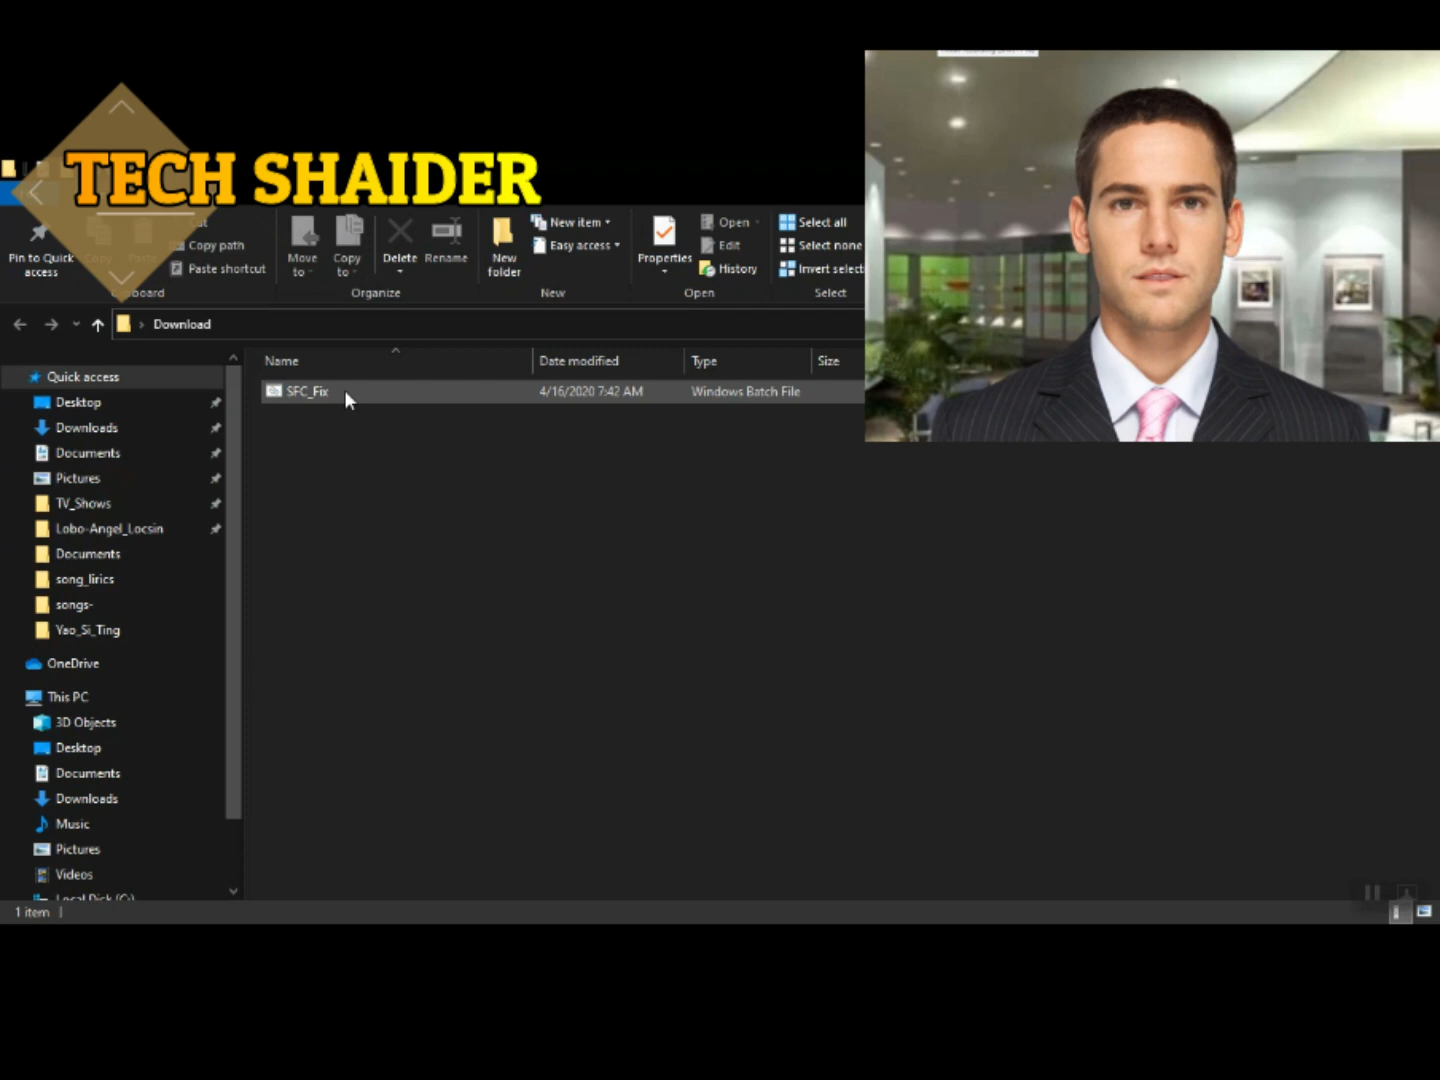 TECH SHAIDER
Pin to Quick access
Copy path
Paste shortcut
Move to
Copy to
Delete
Rename
Organize
New folder
New item
Easy access
New
Properties
Open
Edit
History
Open
Select all
Select none
Invert select
Select
Download
Name
Date modified
Type
Size
SFC_Fix
4/16/2020 7:42 AM
Windows Batch File
Quick access
Desktop
Downloads
Documents
Pictures
TV_Shows
Lobo-Angel_Locsin
Documents
song_lirics
songs-
Yao_Si_Ting
OneDrive
This PC
3D Objects
Desktop
Documents
Downloads
Music
Pictures
Videos
Local Disk (C:)
1 item